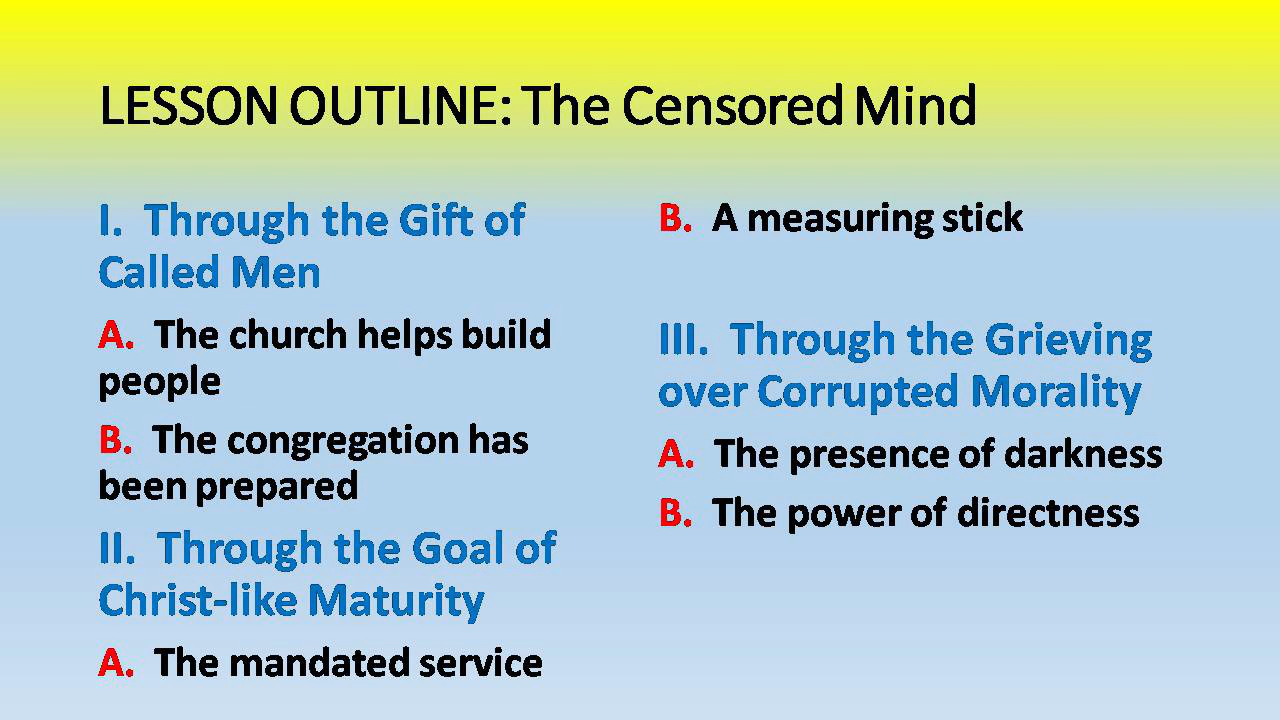 LESSON OUTLINE: The Censored Mind
I. Through the Gift of
Called Men
A. The church helps build
people
B. The congregation has
been prepared
II. Through the Goal of
Christ-like Maturity
A. The mandated service
B. A measuring stick
III. Through the Grieving
over Corrupted Morality
A. The presence of darkness
B. The power of directness